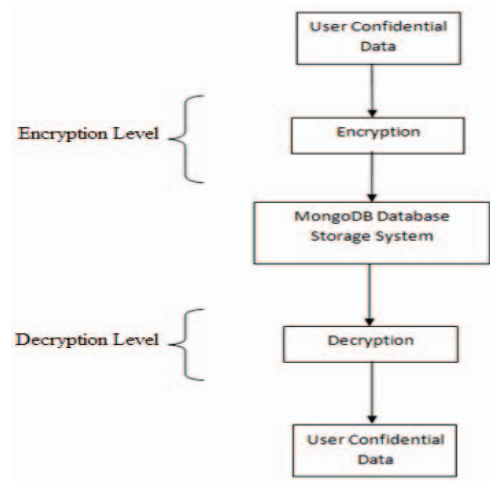 User Confidential
Data
Encryption Level
Encryption
MongoDB Database
Storage System
Decryption Level
Decryption
User Confidential
Data